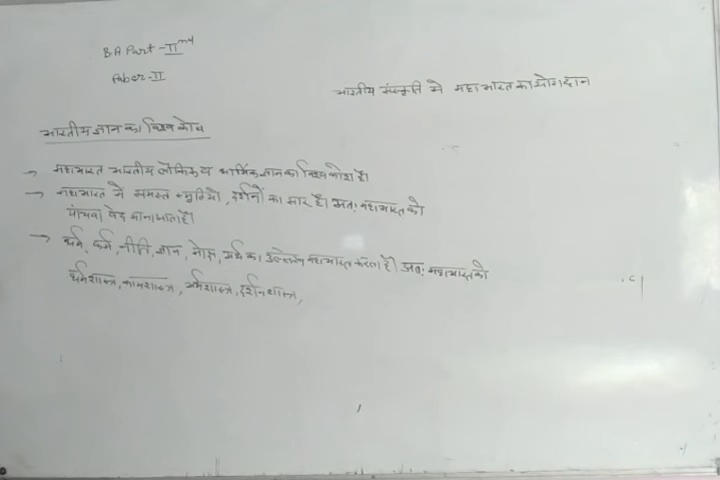 B.A Part - II nd
Paper - II
भारतीय संस्कृति मे महाभारत का योगदान
भारतीय ज्ञान का विश्व कोष
→ महाभारत भारतीय लौकिक व धार्मिक ज्ञान का विश्व कोश है।
→ महाभारत मे समस्त स्मृतियो, दर्शनों का सार है। अतः महाभारत को
पांचवा वेद माना जाता है।
→ धर्म, कर्म, नीति, ज्ञान, मोक्ष, अर्थ का उल्लेख महाभारत करता है। अतः महाभारत को
धर्मशास्त्र, कामशास्त्र, अर्थशास्त्र, दर्शनशास्त्र,